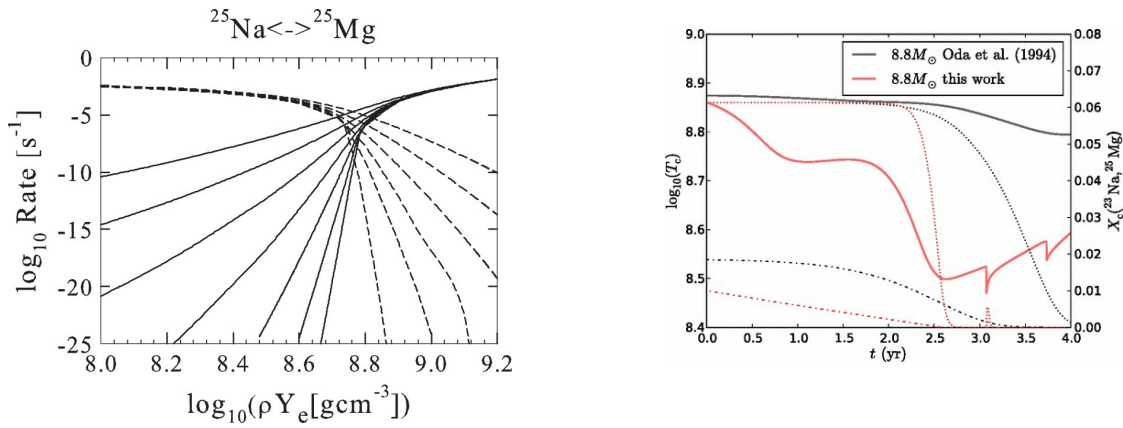 ²⁵Na<->²⁵Mg
log₁₀ Rate [s⁻¹]
0
-5
-10
-15
-20
-25
8.0 8.2 8.4 8.6 8.8 9.0 9.2
log₁₀(ρYₑ[gcm⁻³])
8.8M⊙ Oda et al. (1994)
8.8M⊙ this work
log₁₀(T_c)
9.0
8.9
8.8
8.7
8.6
8.5
8.4
0.0 0.5 1.0 1.5 2.0 2.5 3.0 3.5 4.0
t (yr)
0.08
0.07
0.06
0.05
0.04
0.03
0.02
0.01
0.00
X_c(²³Na,²⁵Mg)